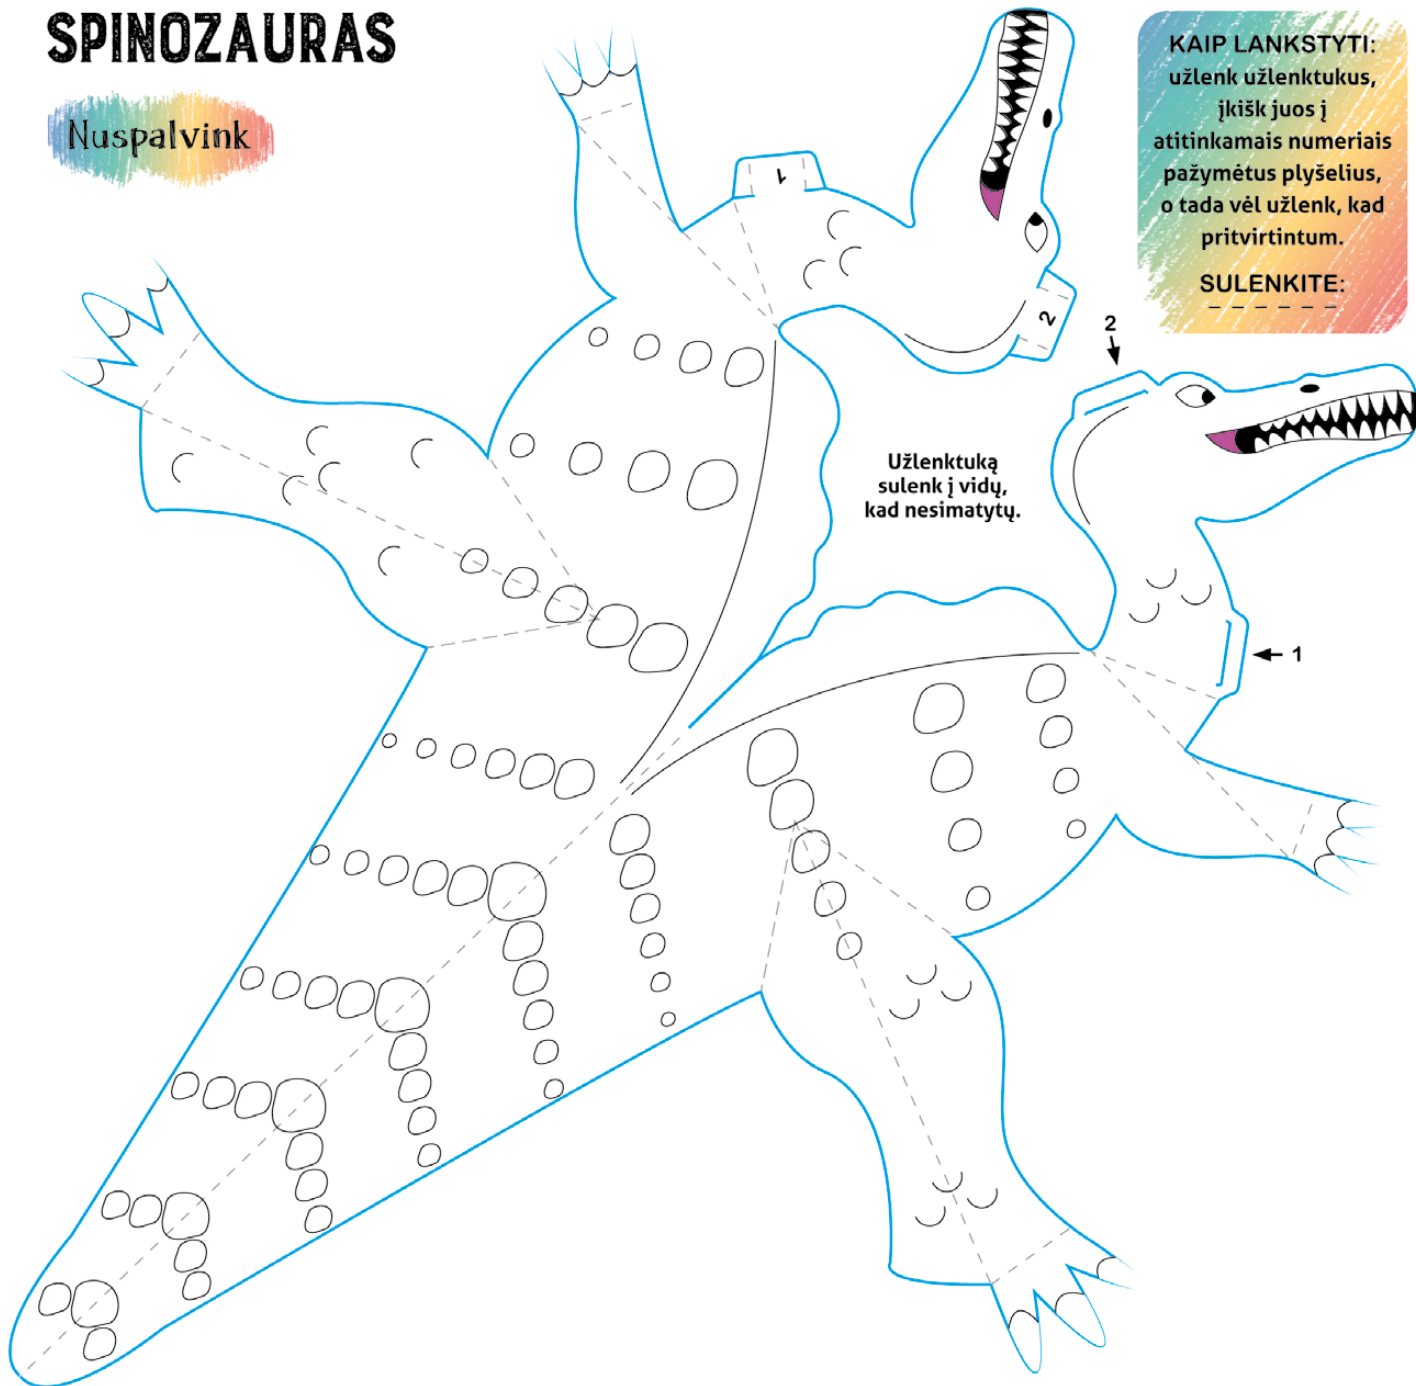 SPINOZAURAS
Nuspalvink
KAIP LANKSTYTI:
užlenk užlenktukus,
įkišk juos į
atitinkamais numeriais
pažymėtus plyšelius,
o tada vėl užlenk, kad
pritvirtintum.
SULENKITE:
1
2
2
Užlenktuką
sulenk į vidų,
kad nesimatytų.
1